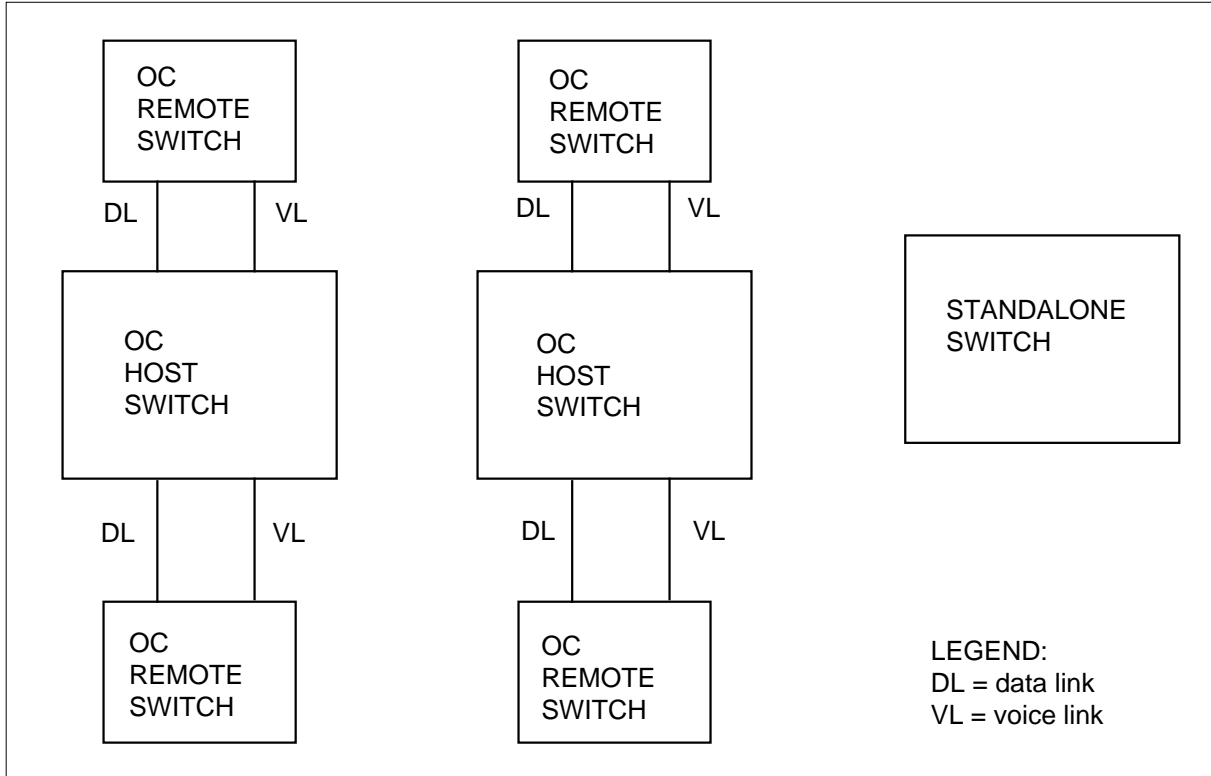 OC
REMOTE
SWITCH
OC
REMOTE
SWITCH
DL
VL
DL
VL
OC
HOST
SWITCH
OC
HOST
SWITCH
STANDALONE
SWITCH
DL
VL
DL
VL
OC
REMOTE
SWITCH
OC
REMOTE
SWITCH
LEGEND:
DL = data link
VL = voice link